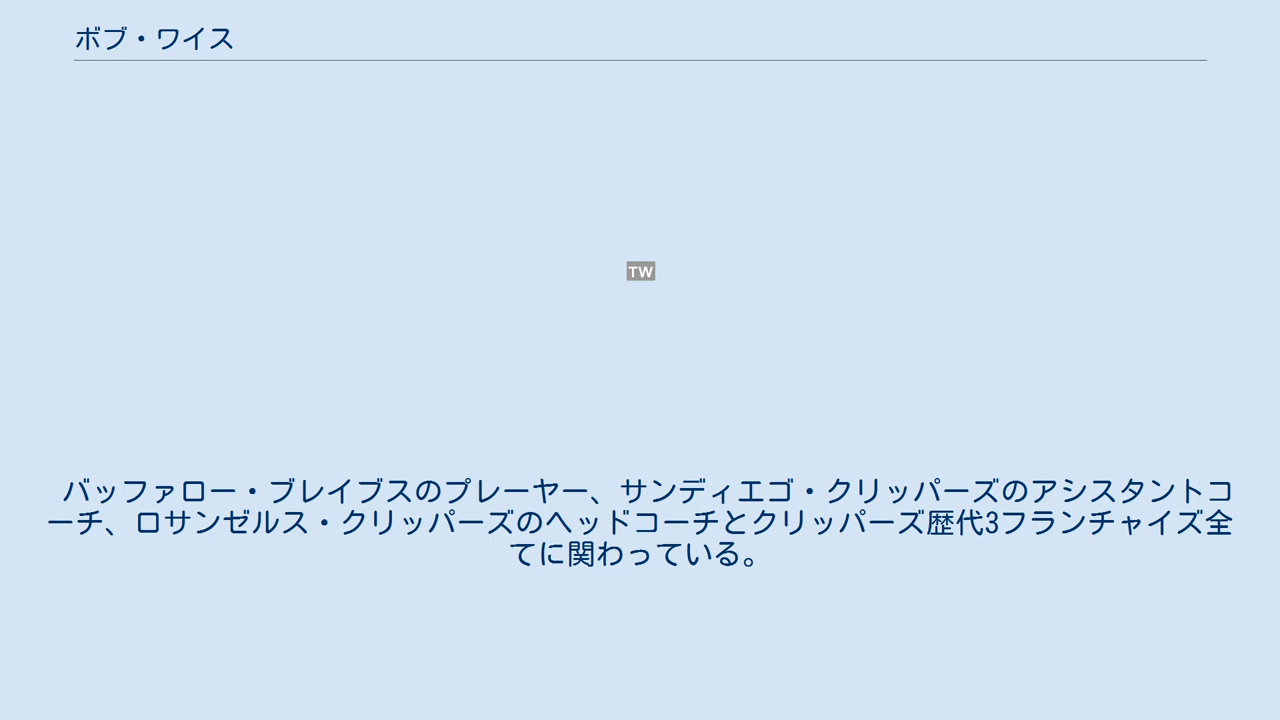 ボブ・ワイス
TW
バッファロー・ブレイブスのプレーヤー、サンディエゴ・クリッパーズのアシスタントコ
ーチ、ロサンゼルス・クリッパーズのヘッドコーチとクリッパーズ歴代3フランチャイズ全
てに関わっている。